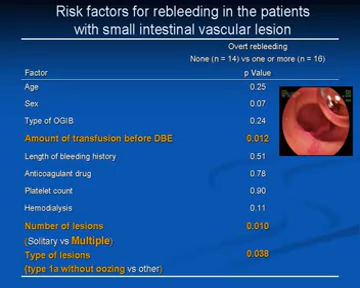 Risk factors for rebleeding in the patients
with small intestinal vascular lesion
Overt rebleeding
None (n = 14) vs one or more (n = 16)
Factor p Value
Age 0.25
Sex 0.07
Type of OGIB 0.24
Amount of transfusion before DBE 0.012
Length of bleeding history 0.51
Anticoagulant drug 0.78
Platelet count 0.90
Hemodialysis 0.11
Number of lesions 0.010
(Solitary vs Multiple)
Type of lesions 0.038
{type 1a without oozing vs other)